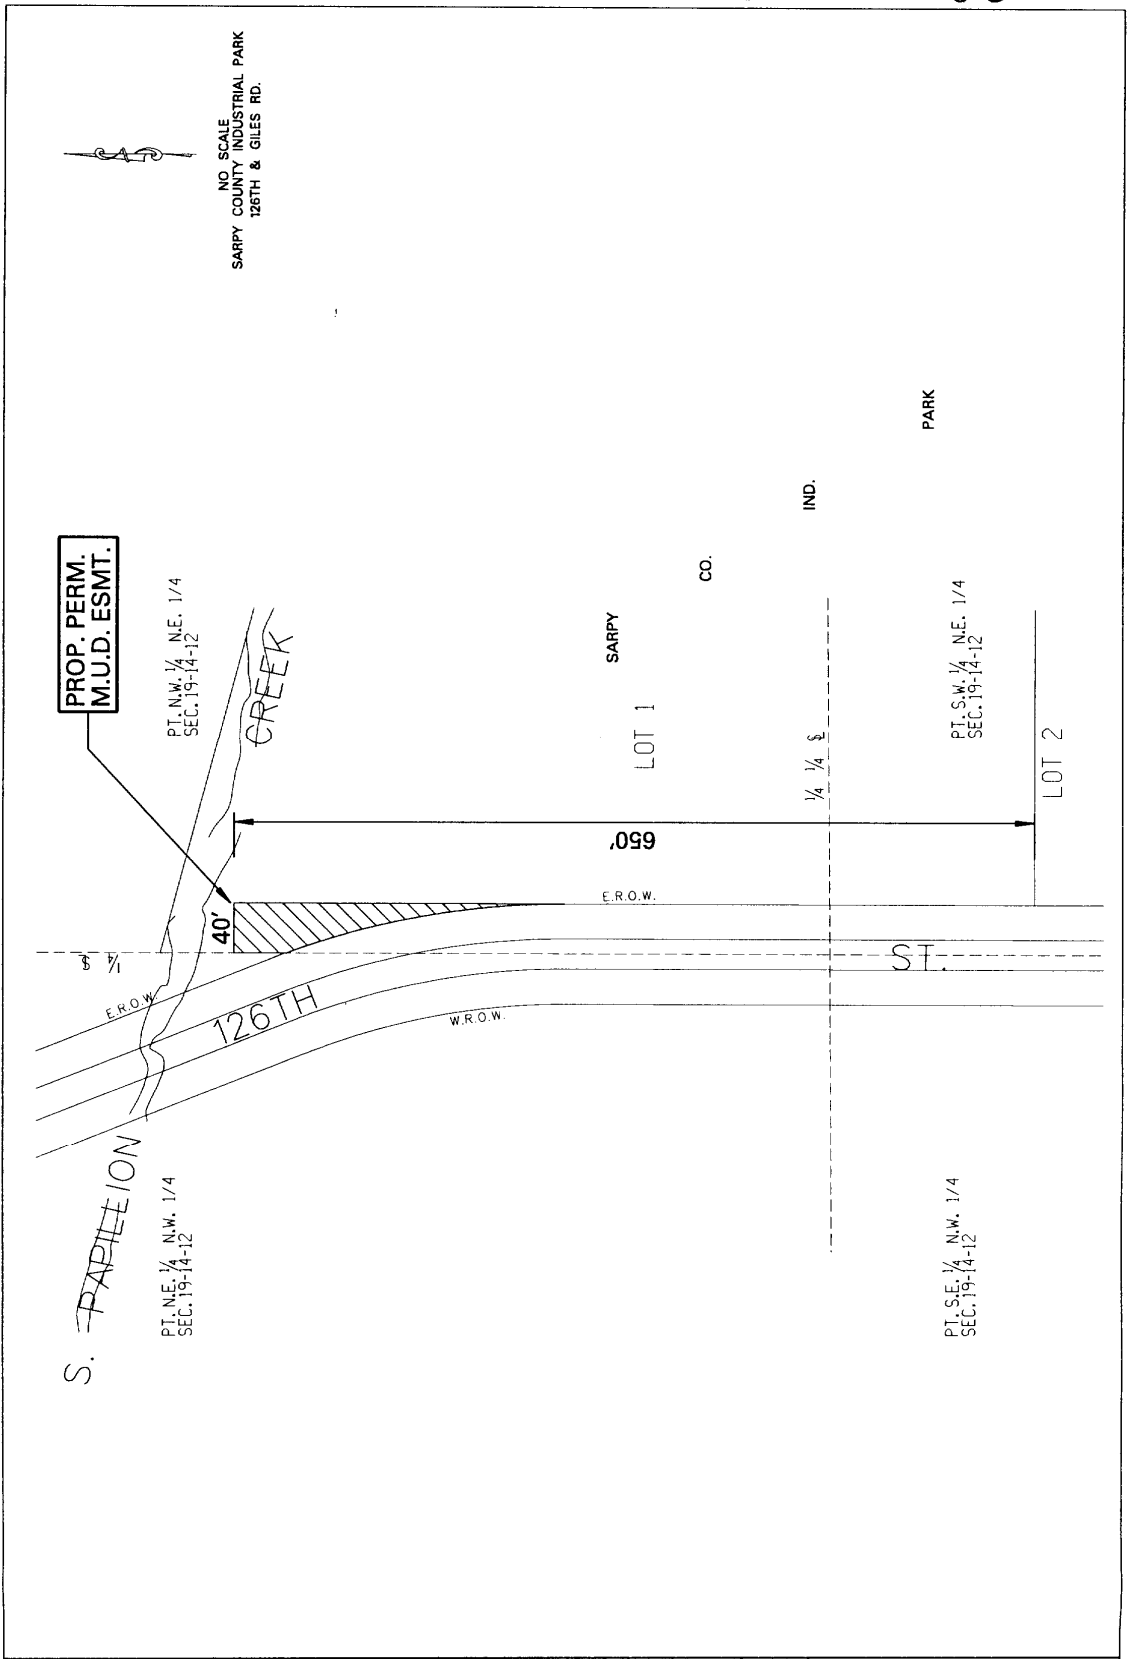 NO SCALE
SARPY COUNTY INDUSTRIAL PARK
126TH & GILES RD.
PROP. PERM.
M.U.D. ESMT.
PT. N.W. 1/4 N.E. 1/4
SEC. 19-14-12
CREEK
40'
1/4
E.R.O.W.
126TH
W.R.O.W.
S. PAPILLION
PT. N.E. 1/4 N.W. 1/4
SEC. 19-14-12
650'
E.R.O.W.
LOT 1
SARPY
CO.
IND.
PARK
1/4 1/4
ST.
PT. S.W. 1/4 N.E. 1/4
SEC. 19-14-12
LOT 2
PT. S.E. 1/4 N.W. 1/4
SEC. 19-14-12